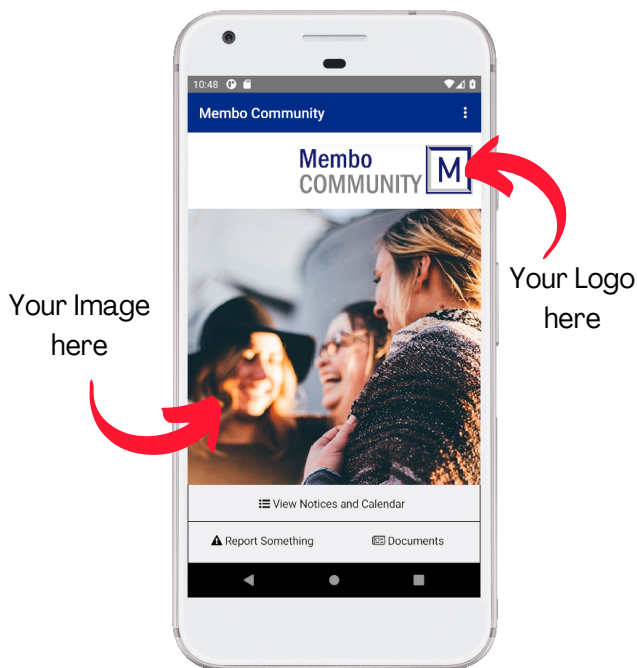 10:48
Membo Community
Membo
COMMUNITY
M
Your Logo
here
Your Image
here
View Notices and Calendar
Report Something
Documents